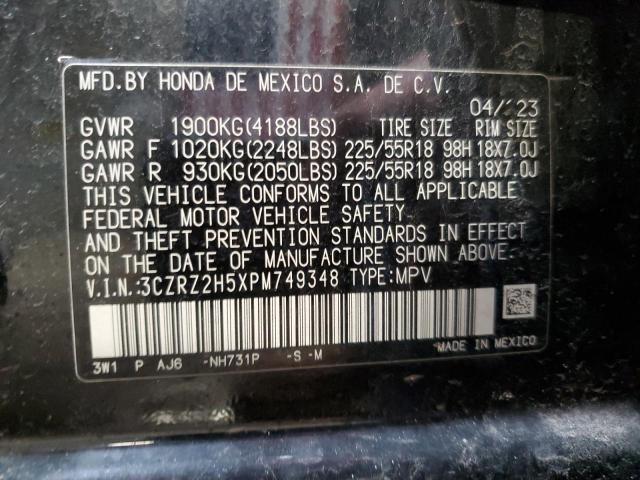 MFD.BY HONDA DE MEXICO S.A. DE C.V.
04/23
GVWR 1900KG(4188LBS) TIRE SIZE RIM SIZE
GAWR F 1020KG(2248LBS) 225/55R18 98H 18X7.0J
GAWR R 930KG(2050LBS) 225/55R18 98H 18X7.0J
THIS VEHICLE CONFORMS TO ALL APPLICABLE
FEDERAL MOTOR VEHICLE SAFETY
AND THEFT PREVENTION STANDARDS IN EFFECT
ON THE DATE OF MANUFACTURE SHOWN ABOVE.
V.I.N.:3CZRZ2H5XPM749348 TYPE:MPV
3W1 P AJ6 -NH731P -S -M
MADE IN MEXICO